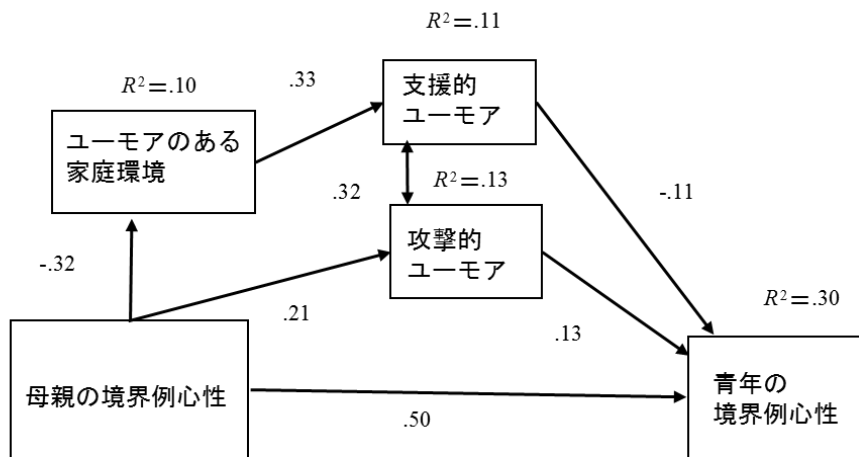 R²=.11
R²=.10
.33
支援的
ユーモア
ユーモアのある
家庭環境
.32
R²=.13
-.11
攻撃的
ユーモア
-.32
.21
R²=.30
.13
母親の境界例心性
青年の
境界例心性
.50